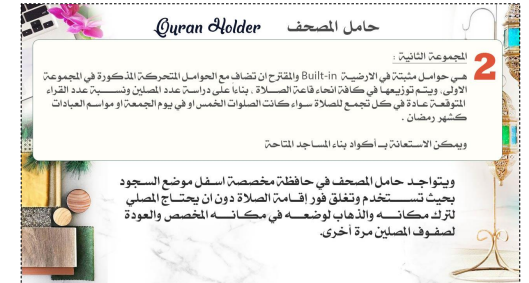 حامل المصحف Quran Holder
2
المجموعة الثانية :
هي حوامل مثبتة في الارضية Built-in والمقترح ان تضاف مع الحوامل المتحركة المذكورة في المجموعة
الاولى، ويتم توزيعها في كافة انحاء قاعة الصلاة ، بناءا على دراسة عدد المصلين ونسبة عدد القراء
المتوقعة عادة في كل تجمع للصلاة سواء كانت الصلوات الخمس او في يوم الجمعة او مواسم العبادات
كشهر رمضان .
ويمكن الاستعانة بـ أكواد بناء المساجد المتاحة
ويتواجد حامل المصحف في حافظة مخصصة اسفل موضع السجود
بحيث تستخدم وتغلق فور إقامة الصلاة دون ان يحتاج المصلي
لترك مكانه والذهاب لوضعه في مكانه المخصص والعودة
لصفوف المصلين مرة أخرى.